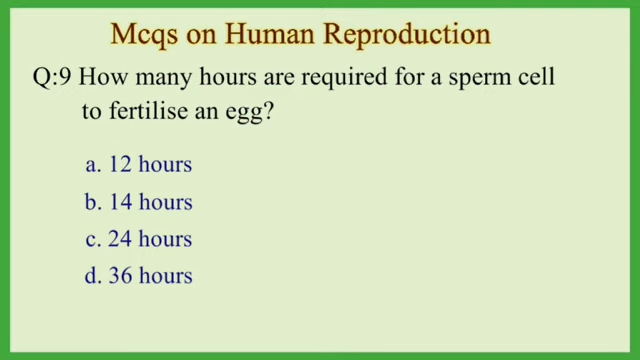 Mcqs on Human Reproduction
Q:9 How many hours are required for a sperm cell
to fertilise an egg?
a. 12 hours
b. 14 hours
c. 24 hours
d. 36 hours